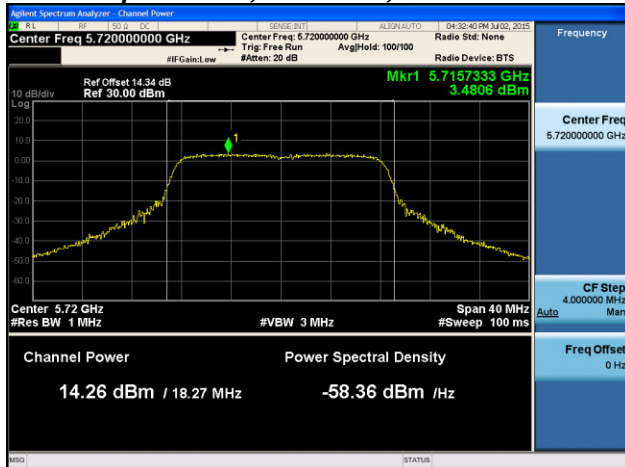 Agilent Spectrum Analyzer - Channel Power
RL RF 50 Ω DC SENSE:INT ALIGN AUTO 04:32:40 PM Jul 02, 2015
Center Freq 5.720000000 GHz
Center Freq: 5.720000000 GHz Radio Std: None
Trig: Free Run Avg|Hold: 100/100
#IFGain:Low #Atten: 20 dB Radio Device: BTS
Frequency
Mkr1 5.7157333 GHz
3.4806 dBm
Ref Offset 14.34 dB
10 dB/div Ref 30.00 dBm
Log
20.0
10.0
1
0.00
-10.0
-20.0
-30.0
-40.0
-50.0
-60.0
Center 5.72 GHz Span 40 MHz
#Res BW 1 MHz #VBW 3 MHz #Sweep 100 ms
Channel Power Power Spectral Density
14.26 dBm / 18.27 MHz -58.36 dBm /Hz
Center Freq
5.720000000 GHz
CF Step
4.000000 MHz
Auto Man
Freq Offset
0 Hz
MSG STATUS